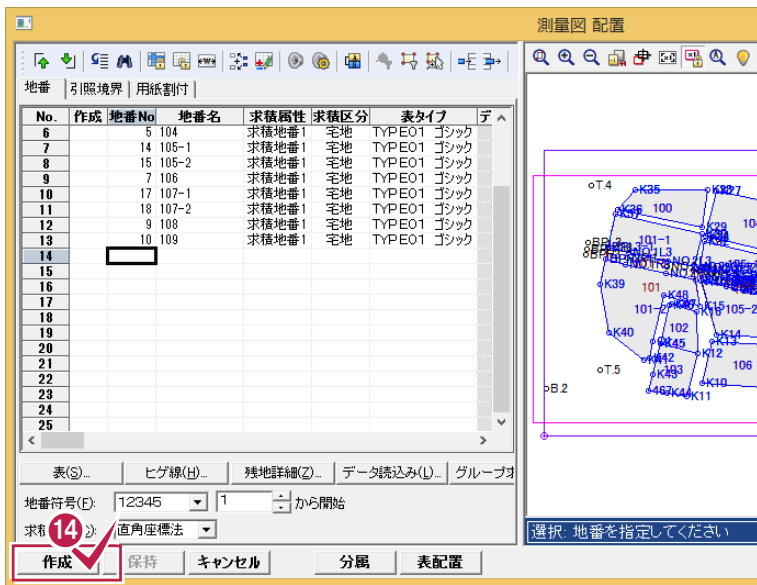 測量図 配置
地番 引照境界 用紙割付
No. 作成 地番No 地番名 求積属性 求積区分 表タイプ デ
6 5 104 求積地番1 宅地 TYPE01 ゴシック
7 14 105-1 求積地番1 宅地 TYPE01 ゴシック
8 15 105-2 求積地番1 宅地 TYPE01 ゴシック
9 7 106 求積地番1 宅地 TYPE01 ゴシック
10 17 107-1 求積地番1 宅地 TYPE01 ゴシック
11 18 107-2 求積地番1 宅地 TYPE01 ゴシック
12 9 108 求積地番1 宅地 TYPE01 ゴシック
13 10 109 求積地番1 宅地 TYPE01 ゴシック
14
15
16
17
18
19
20
21
22
23
24
25
表(S)... ヒゲ線(H)... 残地詳細(Z)... データ読込み(L)... グループ
地番符号(F): 12345 1 から開始
求積 直角座標法
14
作成 保持 キャンセル 分属 表配置
T.4
K35
K36
100
K29
101-1
K39
101
K48
K15
105-2
101-2
K16
K40
102
K14
K13
K45
K12
106
T.5
K43
103
K10
B.2
K11
選択: 地番を指定してください